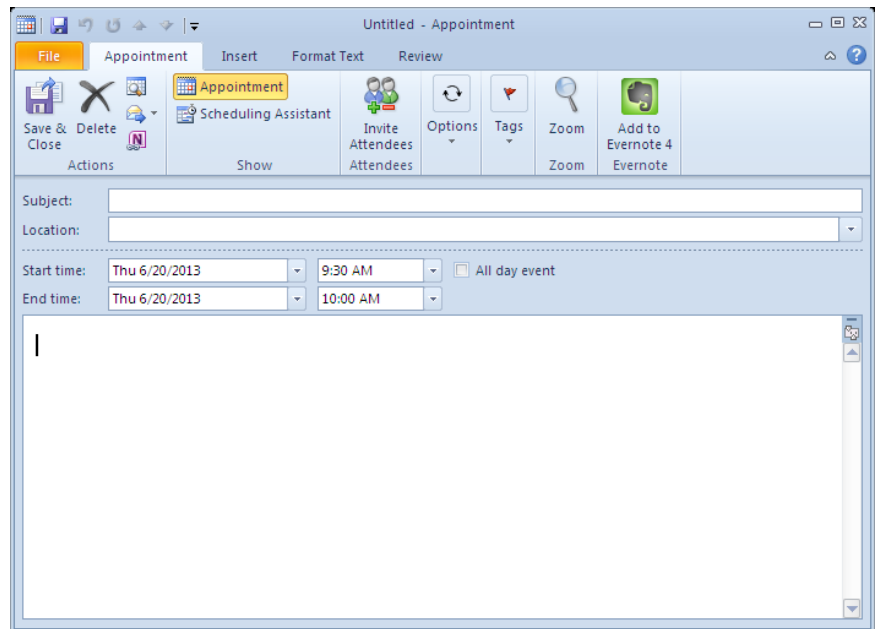 Untitled - Appointment
File Appointment Insert Format Text Review
Appointment
Scheduling Assistant
Save & Close
Delete
N
Invite Attendees
Options
Tags
Zoom
Add to Evernote 4
Actions Show Attendees Zoom Evernote
Subject:
Location:
Start time: Thu 6/20/2013 9:30 AM All day event
End time: Thu 6/20/2013 10:00 AM